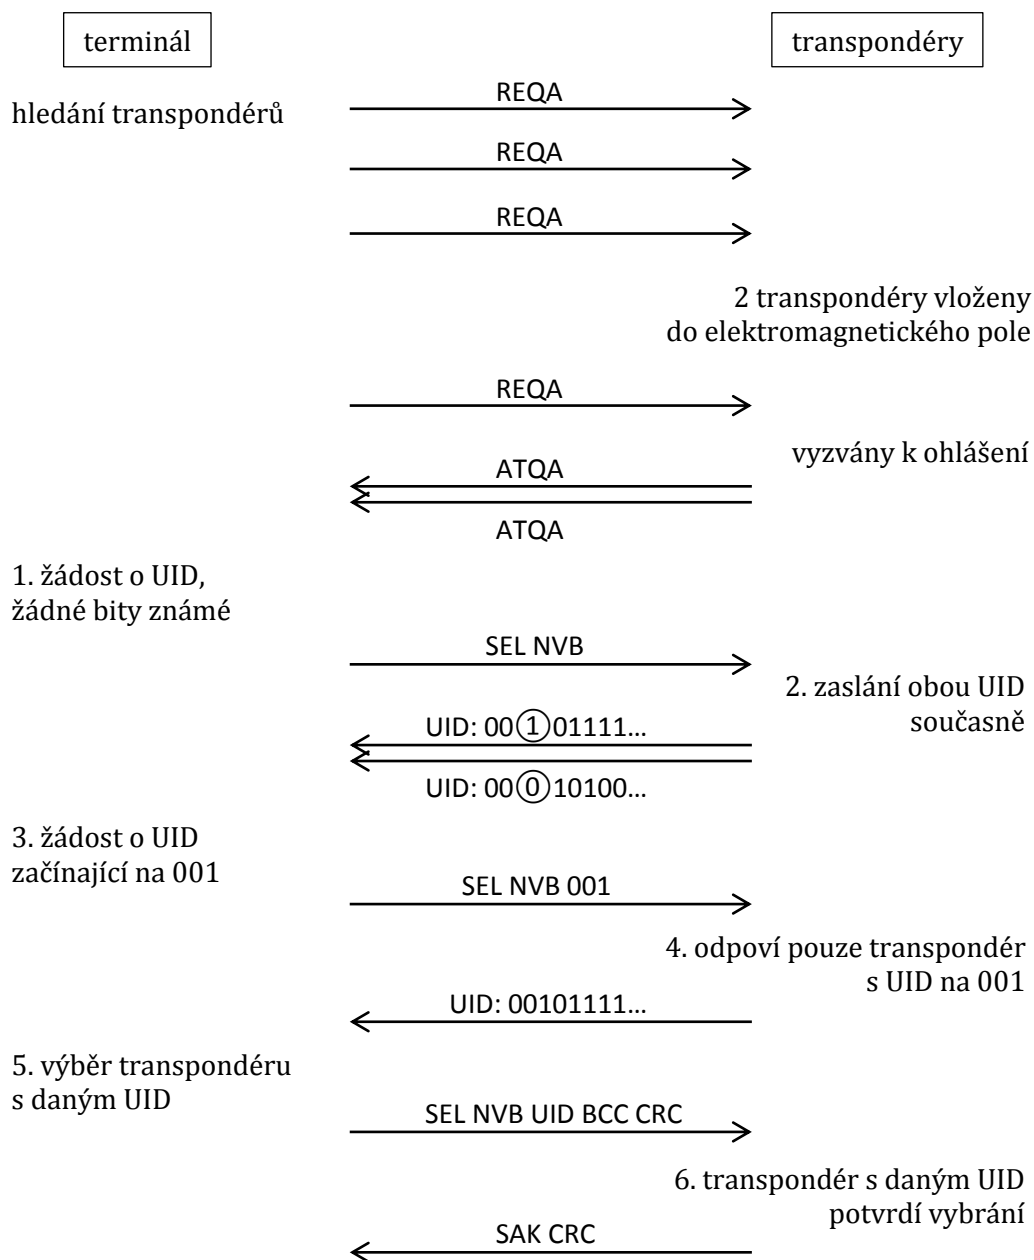 terminál
transpondéry
REQA
hledání transpondérů
REQA
REQA
2 transpondéry vloženy
do elektromagnetického pole
REQA
vyzvány k ohlášení
ATQA
ATQA
1. žádost o UID,
žádné bity známé
SEL NVB
2. zaslání obou UID
současně
UID: 00101111...
UID: 00010100...
3. žádost o UID
začínající na 001
SEL NVB 001
4. odpoví pouze transpondér
s UID na 001
UID: 00101111...
5. výběr transpondéru
s daným UID
SEL NVB UID BCC CRC
6. transpondér s daným UID
potvrdí vybrání
SAK CRC